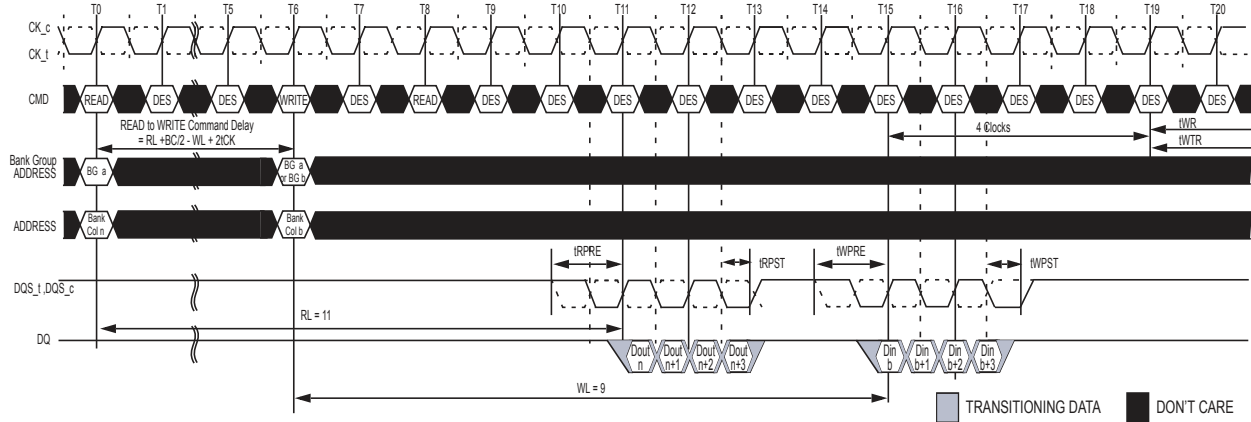 T0 T1 T5 T6 T7 T8 T9 T10 T11 T12 T13 T14 T15 T16 T17 T18 T19 T20
CK_c
CK_t
CMD READ DES DES WRITE DES READ DES DES DES DES DES DES DES DES DES DES DES DES
READ to WRITE Command Delay
= RL +BC/2 - WL + 2tCK
4 Clocks
tWR
tWTR
Bank Group
ADDRESS
BG a
BG a
or BG b
ADDRESS
Bank
Col n
Bank
Col b
tRPRE tRPST tWPRE tWPST
DQS_t ,DQS_c
RL = 11
DQ
Dout
n
Dout
n+1
Dout
n+2
Dout
n+3
Din
b
Din
b+1
Din
b+2
Din
b+3
WL = 9
TRANSITIONING DATA DON'T CARE